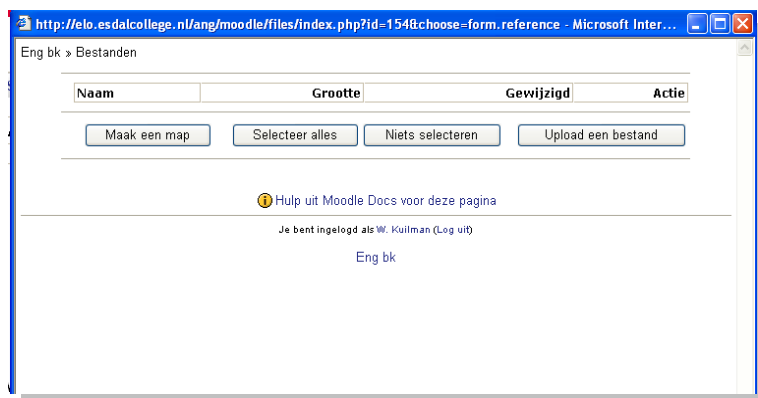 http://elo.esdalcollege.nl/ang/moodle/files/index.php?id=154&choose=form.reference - Microsoft Inter...
Eng bk » Bestanden
Naam Grootte Gewijzigd Actie
Maak een map Selecteer alles Niets selecteren Upload een bestand
Hulp uit Moodle Docs voor deze pagina
Je bent ingelogd als W. Kuilman (Log uit)
Eng bk